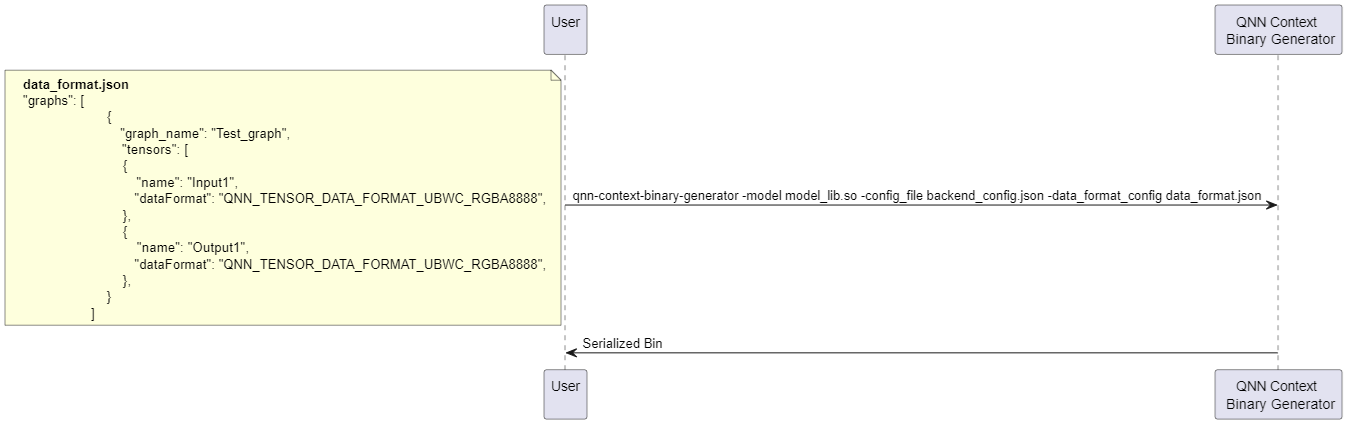 User
QNN Context
Binary Generator
data_format.json
"graphs": [
{
"graph_name": "Test_graph",
"tensors": [
{
"name": "Input1",
"dataFormat": "QNN_TENSOR_DATA_FORMAT_UBWC_RGBA8888",
},
{
"name": "Output1",
"dataFormat": "QNN_TENSOR_DATA_FORMAT_UBWC_RGBA8888",
},
}
]
qnn-context-binary-generator -model model_lib.so -config_file backend_config.json -data_format_config data_format.json
Serialized Bin
User
QNN Context
Binary Generator